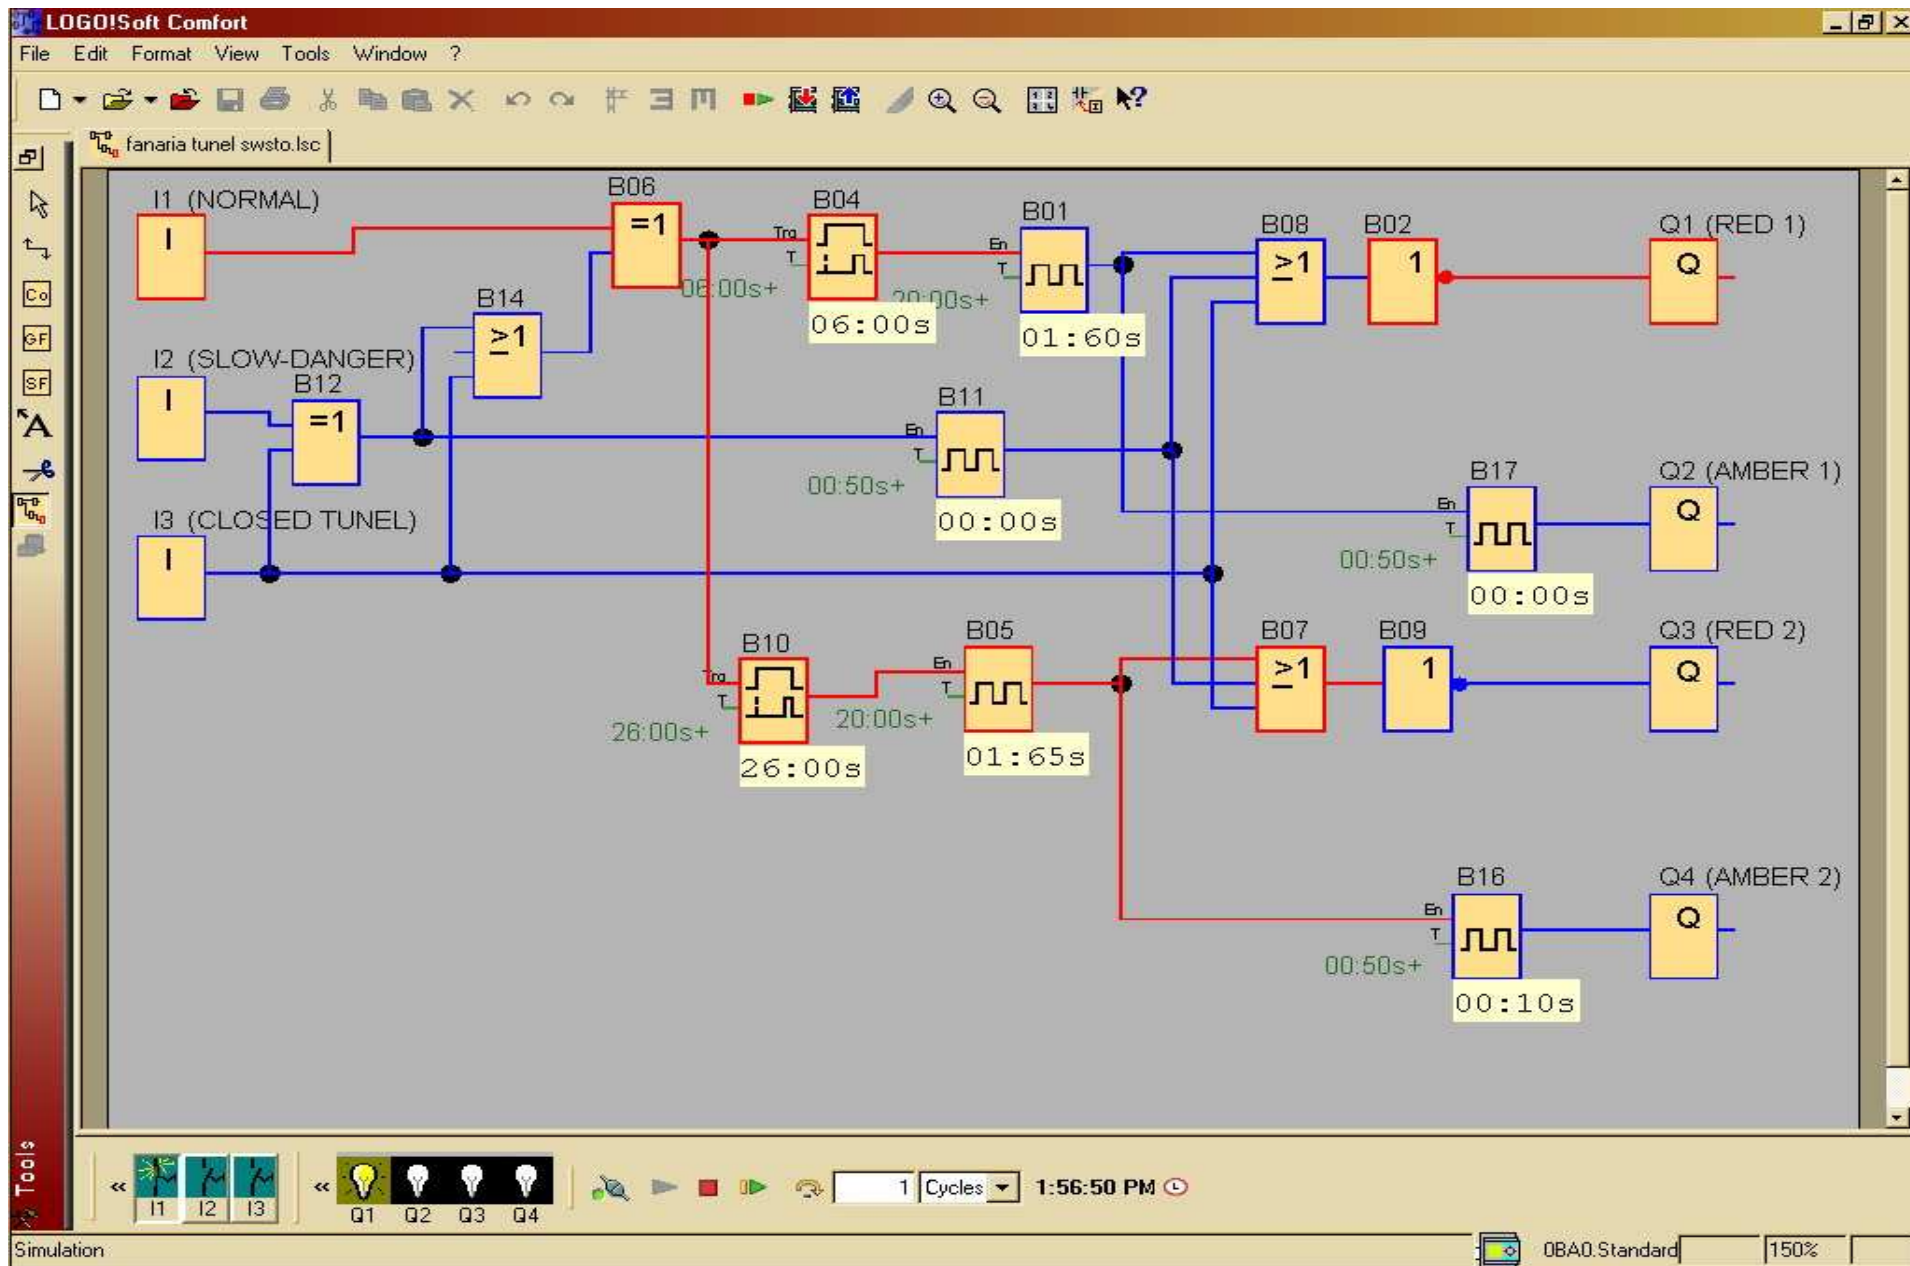 LOGO!Soft Comfort
File Edit Format View Tools Window ?
fanaria tunel swsto.lsc
Co
GF
SF
A
I1 (NORMAL)
I
B06
=1
B04
Trg
T
06:00s+
06:00s
B01
En
T
20:00s+
01:60s
B08
≥1
B02
1
Q1 (RED 1)
Q
B14
≥1
I2 (SLOW-DANGER)
I
B12
=1
B11
En
T
00:50s+
00:00s
B17
En
T
00:50s+
00:00s
Q2 (AMBER 1)
Q
I3 (CLOSED TUNEL)
I
B10
Trg
T
26:00s+
26:00s
B05
En
T
20:00s+
01:65s
B07
≥1
B09
1
Q3 (RED 2)
Q
B16
En
T
00:50s+
00:10s
Q4 (AMBER 2)
Q
Tools
« I1 I2 I3 « Q1 Q2 Q3 Q4 1 Cycles 1:56:50 PM
Simulation 0BA0.Standard 150%